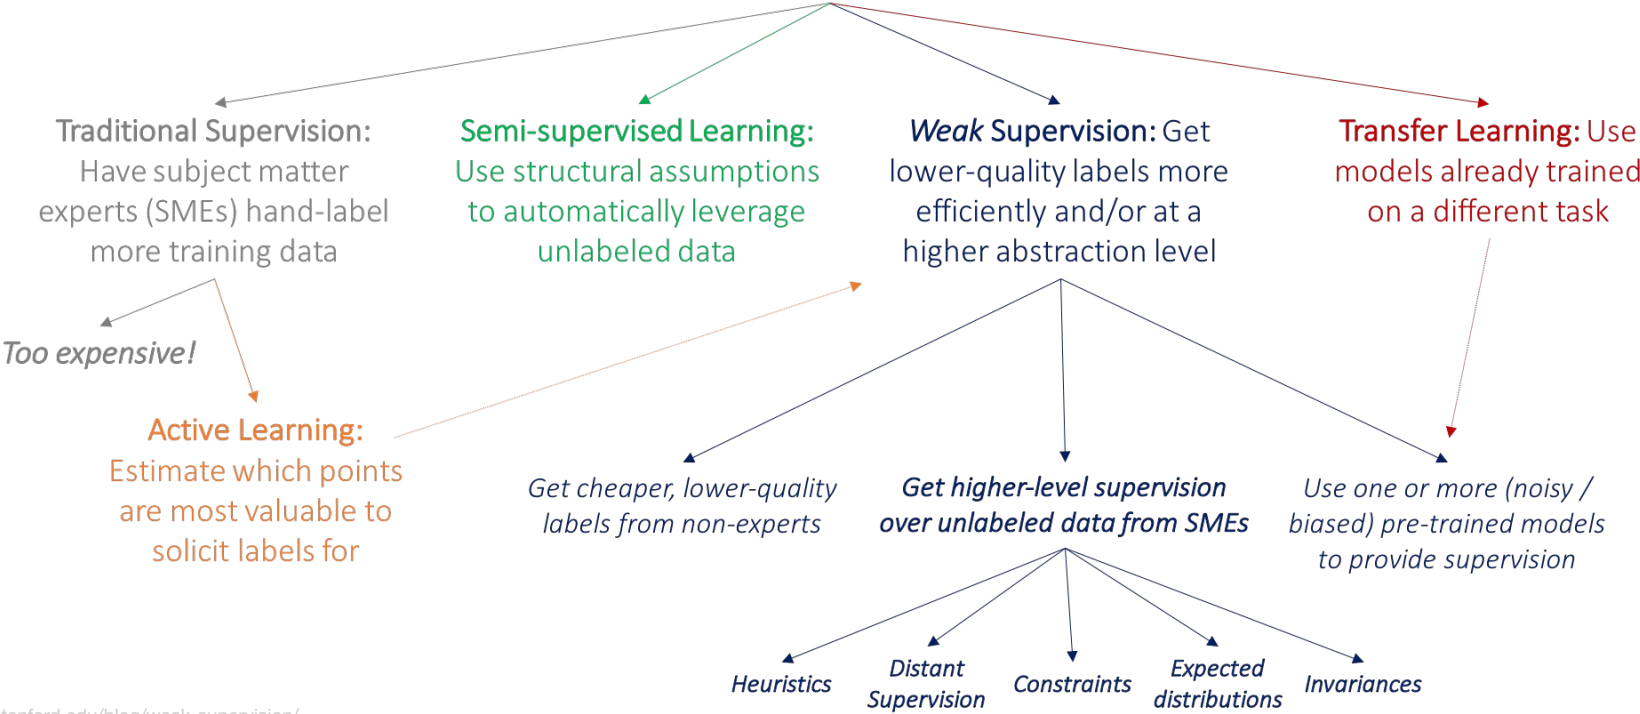 Traditional Supervision:
Have subject matter
experts (SMEs) hand-label
more training data
Semi-supervised Learning:
Use structural assumptions
to automatically leverage
unlabeled data
Weak Supervision: Get
lower-quality labels more
efficiently and/or at a
higher abstraction level
Transfer Learning: Use
models already trained
on a different task
Too expensive!
Active Learning:
Estimate which points
are most valuable to
solicit labels for
Get cheaper, lower-quality
labels from non-experts
Get higher-level supervision
over unlabeled data from SMEs
Use one or more (noisy /
biased) pre-trained models
to provide supervision
Heuristics
Distant
Supervision
Constraints
Expected
distributions
Invariances